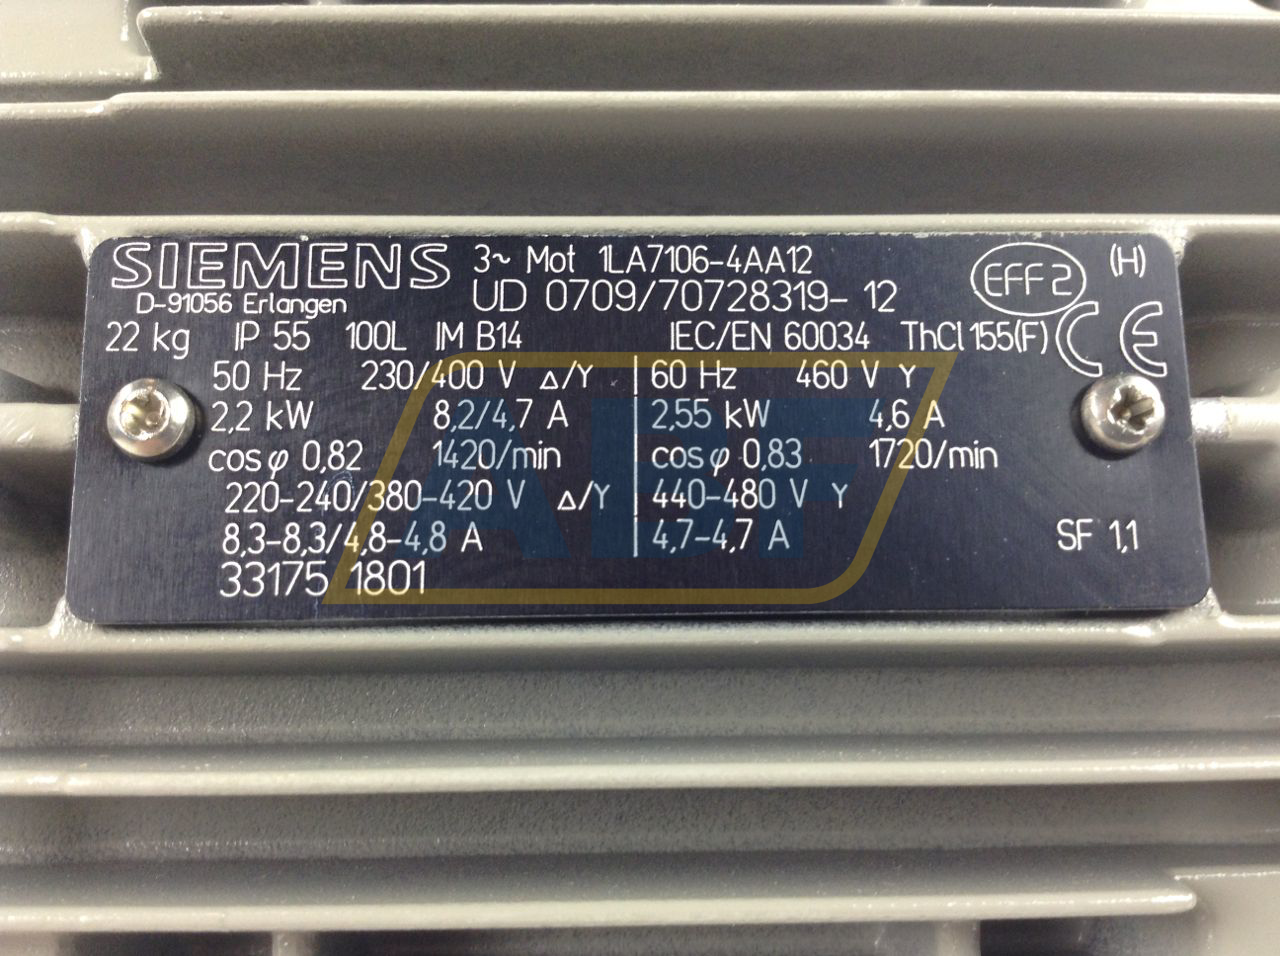 SIEMENS 3~ Mot 1LA7106-4AA12 EFF2 (H)
D-91056 Erlangen UD 0709/70728319-12
22 kg IP 55 100L IM B14 IEC/EN 60034 ThCl 155(F) CE
50 Hz 230/400 V Δ/Y 60 Hz 460 V Y
2,2 kW 8,2/4,7 A 2,55 kW 4,6 A
cos φ 0,82 1420/min cos φ 0,83 1720/min
220-240/380-420 V Δ/Y 440-480 V Y
8,3-8,3/4,8-4,8 A 4,7-4,7 A SF 1,1
33175 1801
ABF